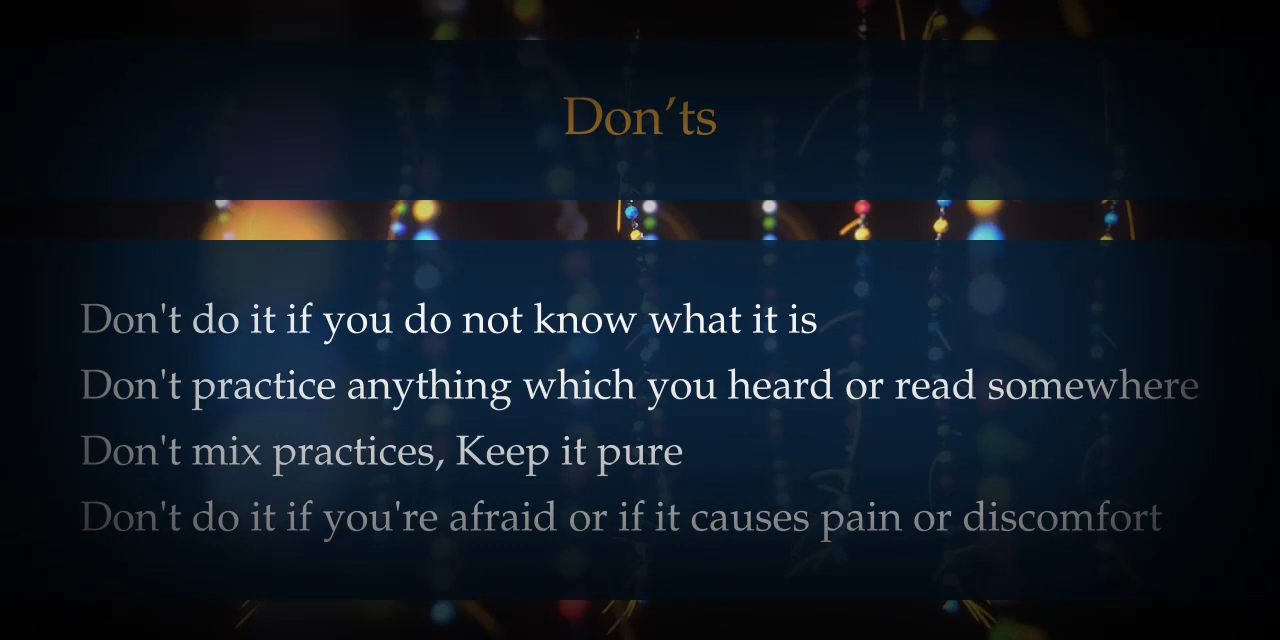 Don’ts
Don't do it if you do not know what it is
Don't practice anything which you heard or read somewhere
Don't mix practices, Keep it pure
Don't do it if you're afraid or if it causes pain or discomfort